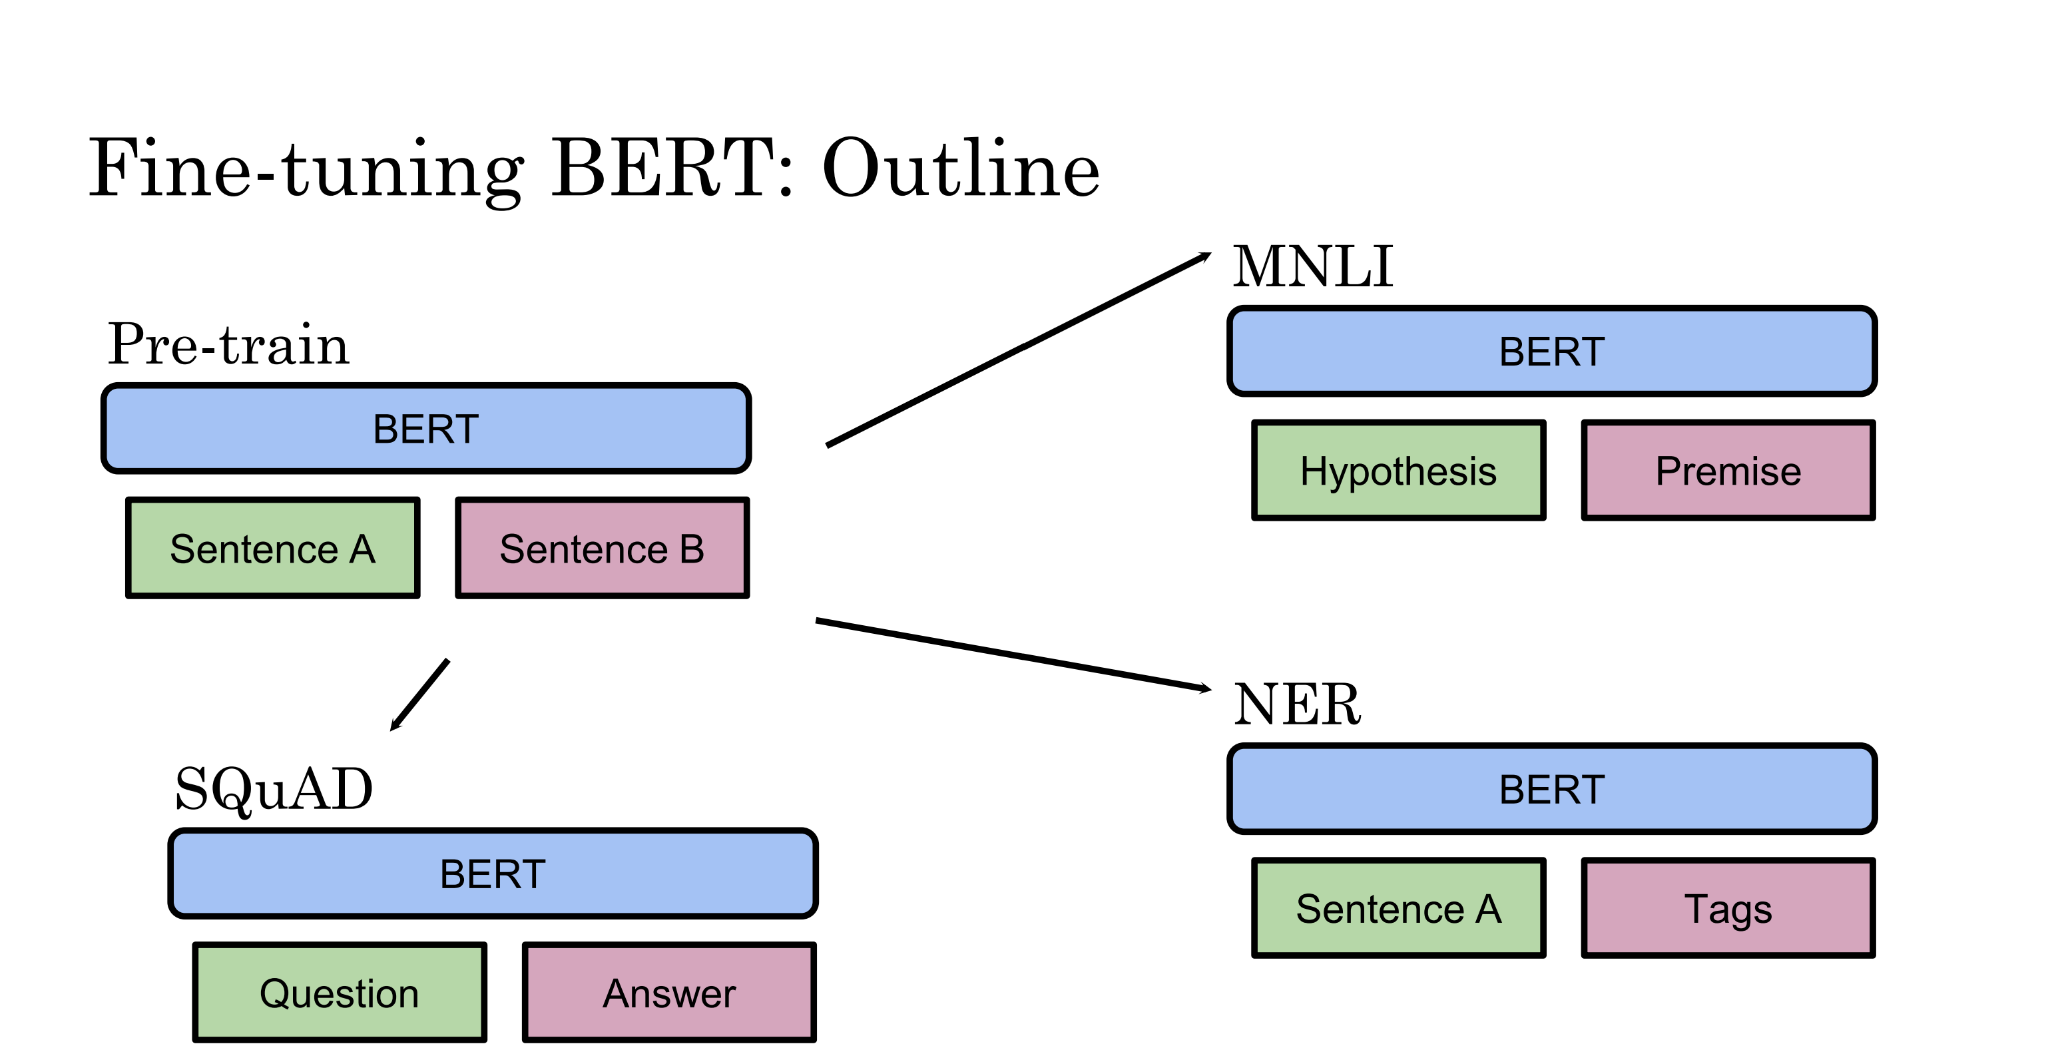 Fine-tuning BERT: Outline
Pre-train
BERT
Sentence A
Sentence B
MNLI
BERT
Hypothesis
Premise
SQuAD
BERT
Question
Answer
NER
BERT
Sentence A
Tags